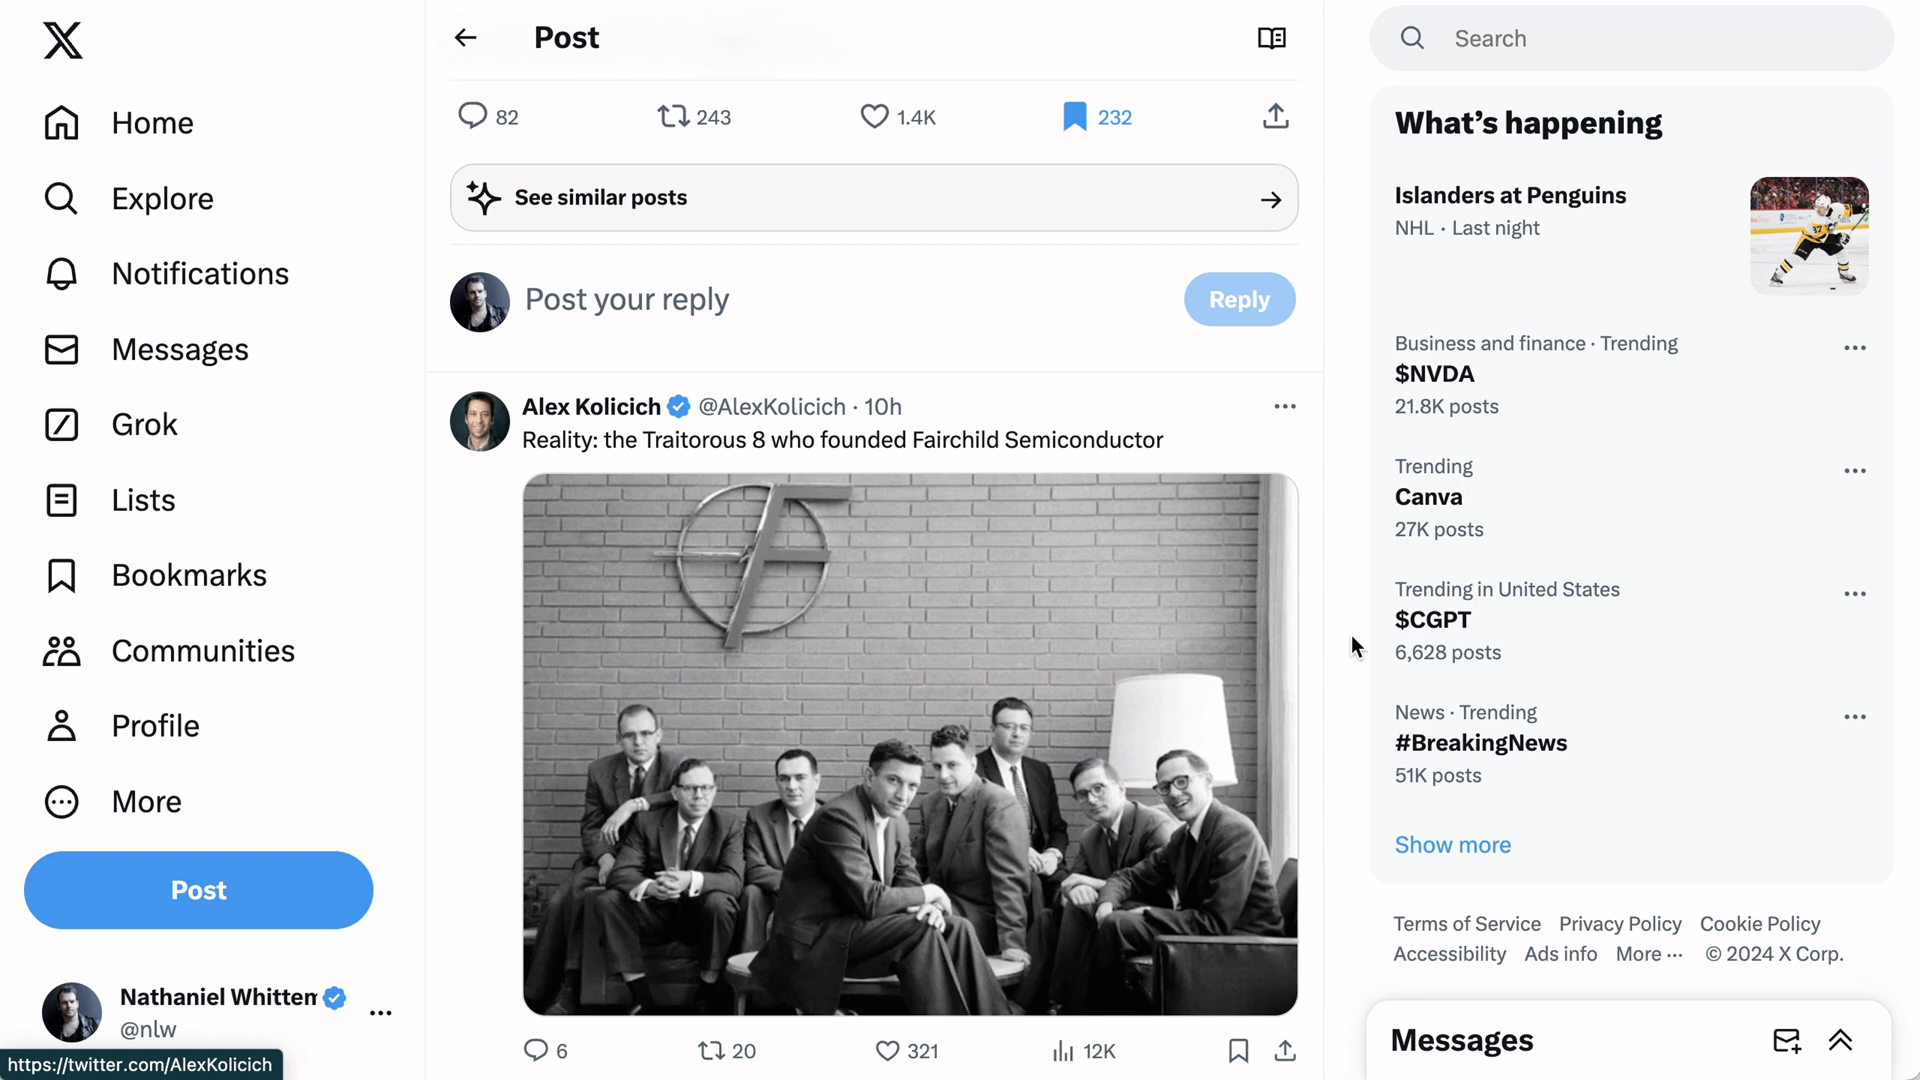 Home
Explore
Notifications
Messages
Grok
Lists
Bookmarks
Communities
Profile
More
Post
Nathaniel Whittem
@nlw
https://twitter.com/AlexKolicich
Post
82 243 1.4K 232
See similar posts
Post your reply
Reply
Alex Kolicich @AlexKolicich · 10h
Reality: the Traitorous 8 who founded Fairchild Semiconductor
6 20 321 12K
Search
What's happening
Islanders at Penguins
NHL · Last night
Business and finance · Trending
$NVDA
21.8K posts
Trending
Canva
27K posts
Trending in United States
$CGPT
6,628 posts
News · Trending
#BreakingNews
51K posts
Show more
Terms of Service Privacy Policy Cookie Policy
Accessibility Ads info More ··· © 2024 X Corp.
Messages